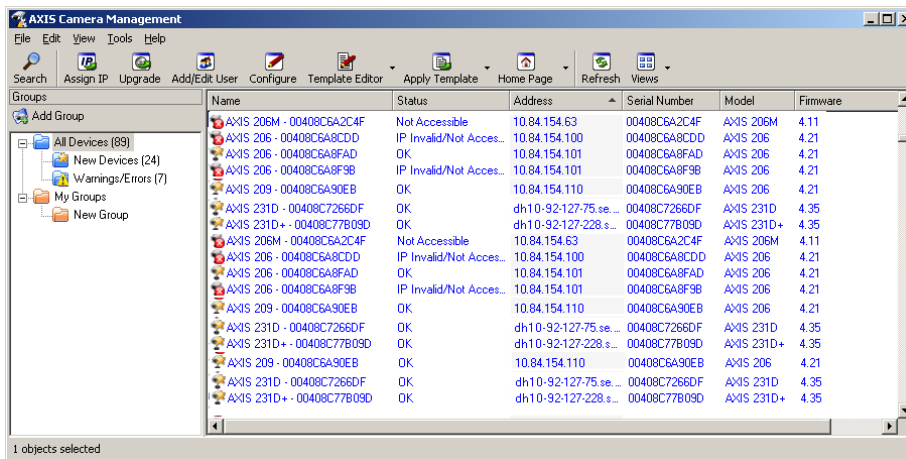 AXIS Camera Management
File Edit View Tools Help
Search Assign IP Upgrade Add/Edit User Configure Template Editor Apply Template Home Page Refresh Views
Groups
Add Group
All Devices (89)
New Devices (24)
Warnings/Errors (7)
My Groups
New Group
Name Status Address Serial Number Model Firmware
AXIS 206M - 00408C6A2C4F Not Accessible 10.84.154.63 00408C6A2C4F AXIS 206M 4.11
AXIS 206 - 00408C6A8CDD IP Invalid/Not Acces... 10.84.154.100 00408C6A8CDD AXIS 206 4.21
AXIS 206 - 00408C6A8FAD OK 10.84.154.101 00408C6A8FAD AXIS 206 4.21
AXIS 206 - 00408C6A8F9B IP Invalid/Not Acces... 10.84.154.101 00408C6A8F9B AXIS 206 4.21
AXIS 209 - 00408C6A90EB OK 10.84.154.110 00408C6A90EB AXIS 206 4.21
AXIS 231D - 00408C7266DF OK dh10-92-127-75.se... 00408C7266DF AXIS 231D 4.35
AXIS 231D+ - 00408C77B09D OK dh10-92-127-228.s... 00408C77B09D AXIS 231D+ 4.35
AXIS 206M - 00408C6A2C4F Not Accessible 10.84.154.63 00408C6A2C4F AXIS 206M 4.11
AXIS 206 - 00408C6A8CDD IP Invalid/Not Acces... 10.84.154.100 00408C6A8CDD AXIS 206 4.21
AXIS 206 - 00408C6A8FAD OK 10.84.154.101 00408C6A8FAD AXIS 206 4.21
AXIS 206 - 00408C6A8F9B IP Invalid/Not Acces... 10.84.154.101 00408C6A8F9B AXIS 206 4.21
AXIS 209 - 00408C6A90EB OK 10.84.154.110 00408C6A90EB AXIS 206 4.21
AXIS 231D - 00408C7266DF OK dh10-92-127-75.se... 00408C7266DF AXIS 231D 4.35
AXIS 231D+ - 00408C77B09D OK dh10-92-127-228.s... 00408C77B09D AXIS 231D+ 4.35
AXIS 209 - 00408C6A90EB OK 10.84.154.110 00408C6A90EB AXIS 206 4.21
AXIS 231D - 00408C7266DF OK dh10-92-127-75.se... 00408C7266DF AXIS 231D 4.35
AXIS 231D+ - 00408C77B09D OK dh10-92-127-228.s... 00408C77B09D AXIS 231D+ 4.35
1 objects selected